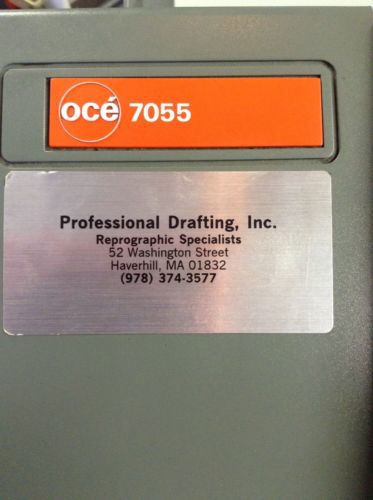 océ 7055
Professional Drafting, Inc.
Reprographic Specialists
52 Washington Street
Haverhill, MA 01832
(978) 374-3577